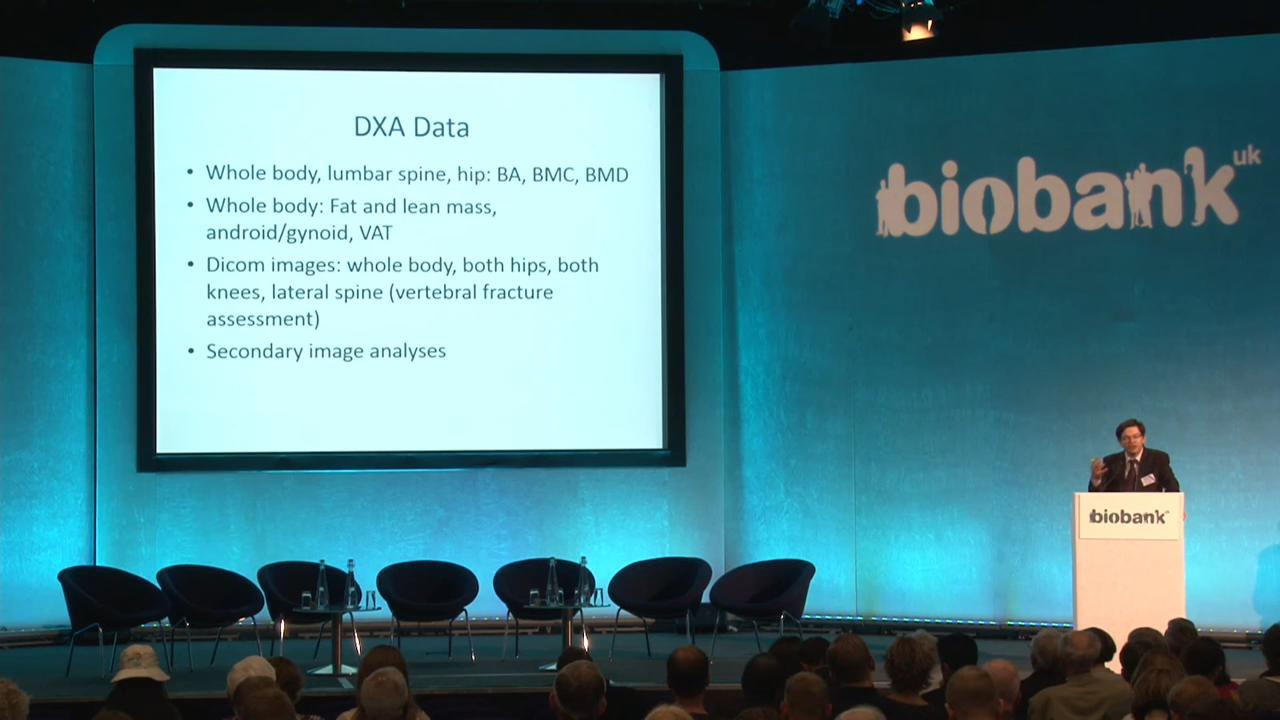 DXA Data
• Whole body, lumbar spine, hip: BA, BMC, BMD
• Whole body: Fat and lean mass,
android/gynoid, VAT
• Dicom images: whole body, both hips, both
knees, lateral spine (vertebral fracture
assessment)
• Secondary image analyses
biobank uk
biobank